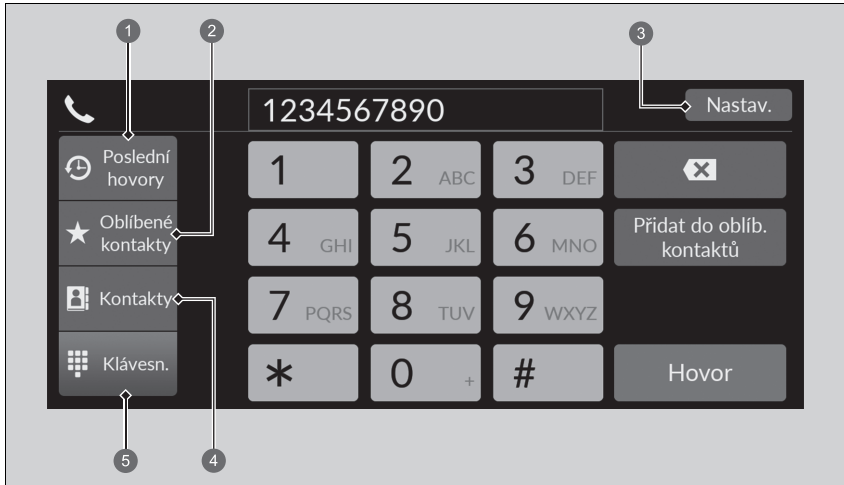 1
2
3
1234567890
Nastav.
Poslední
hovory
1
2 ABC
3 DEF
Oblíbené
kontakty
4 GHI
5 JKL
6 MNO
Přidat do oblíb.
kontaktů
Kontakty
7 PQRS
8 TUV
9 WXYZ
Klávesn.
*
0 +
#
Hovor
5
4